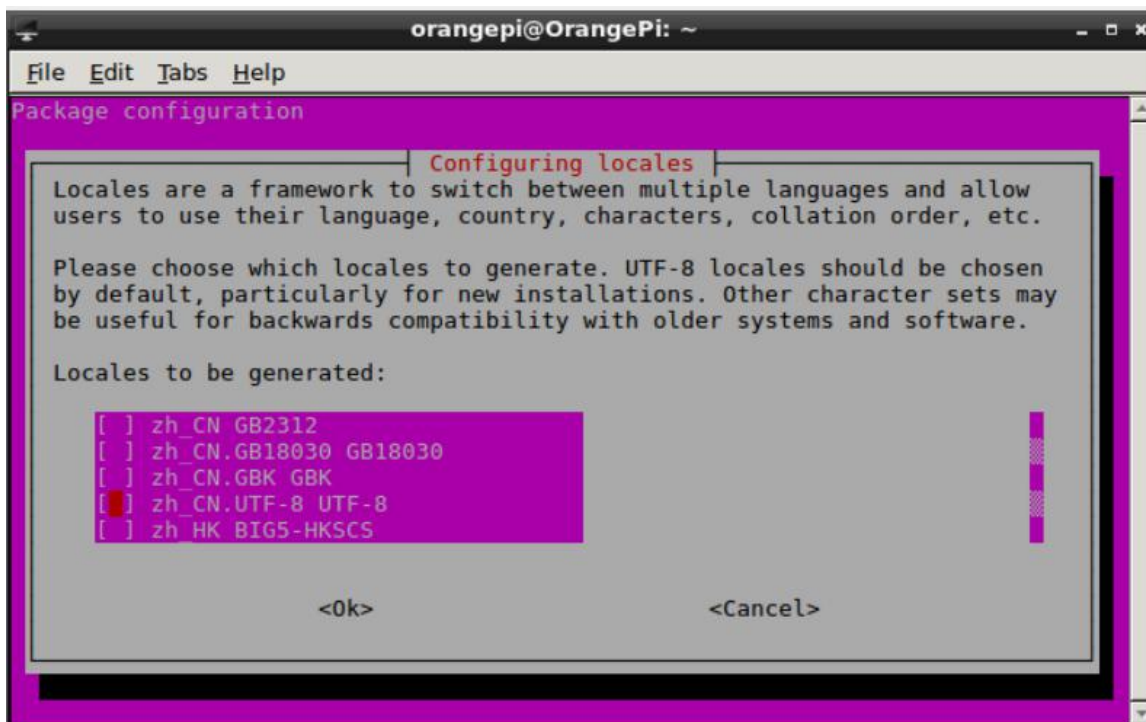 orangepi@OrangePi: ~
File Edit Tabs Help
Package configuration
Configuring locales
Locales are a framework to switch between multiple languages and allow
users to use their language, country, characters, collation order, etc.
Please choose which locales to generate. UTF-8 locales should be chosen
by default, particularly for new installations. Other character sets may
be useful for backwards compatibility with older systems and software.
Locales to be generated:
[ ] zh_CN GB2312
[ ] zh_CN.GB18030 GB18030
[ ] zh_CN.GBK GBK
[ ] zh_CN.UTF-8 UTF-8
[ ] zh_HK BIG5-HKSCS
<Ok> <Cancel>